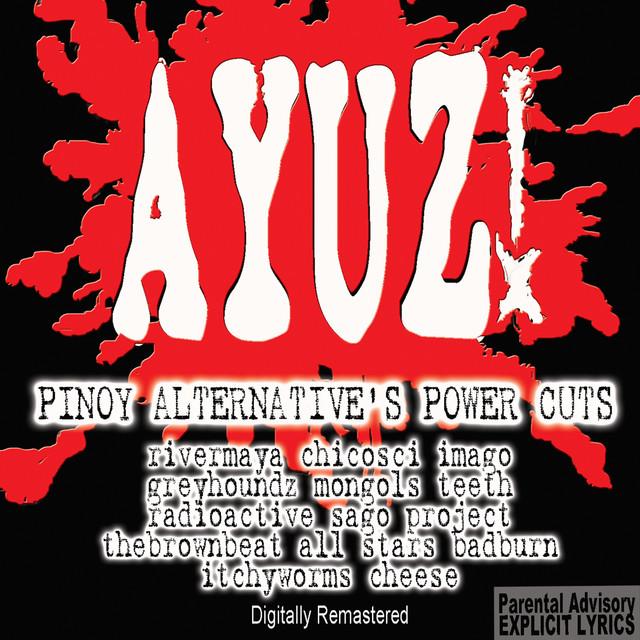 AYUZ!
PINOY ALTERNATIVE'S POWER CUTS
rivermaya chicosci imago
greyhoundz mongols teeth
radioactive sago project
thebrownbeat all stars badburn
itchyworms cheese
Digitally Remastered
Parental Advisory
EXPLICIT LYRICS